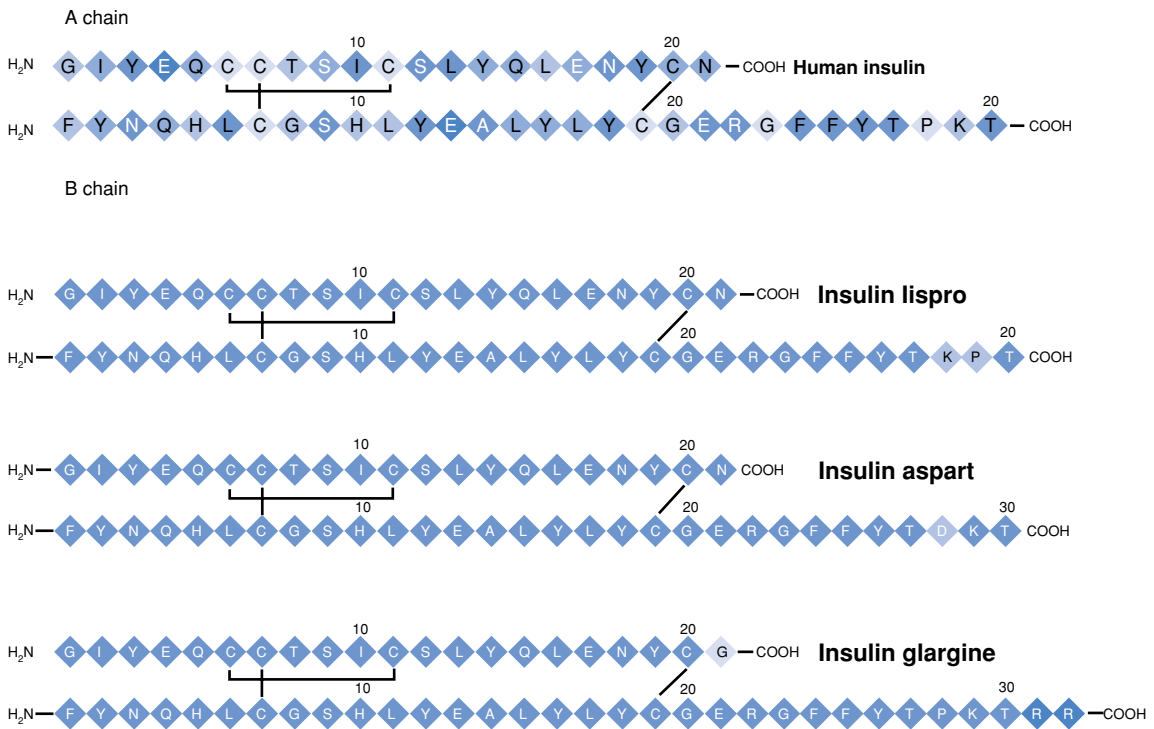 A chain
10 20
H2N G I Y E Q C C T S I C S L Y Q L E N Y C N COOH Human insulin
10 20 20
H2N F Y N Q H L C G S H L Y E A L Y L Y C G E R G F F Y T P K T COOH
B chain
10 20
H2N G I Y E Q C C T S I C S L Y Q L E N Y C N COOH Insulin lispro
10 20 20
H2N F Y N Q H L C G S H L Y E A L Y L Y C G E R G F F Y T K P T COOH
10 20
H2N G I Y E Q C C T S I C S L Y Q L E N Y C N COOH Insulin aspart
10 20 30
H2N F Y N Q H L C G S H L Y E A L Y L Y C G E R G F F Y T D K T COOH
10 20
H2N G I Y E Q C C T S I C S L Y Q L E N Y C G COOH Insulin glargine
10 20 30
H2N F Y N Q H L C G S H L Y E A L Y L Y C G E R G F F Y T P K T R R COOH